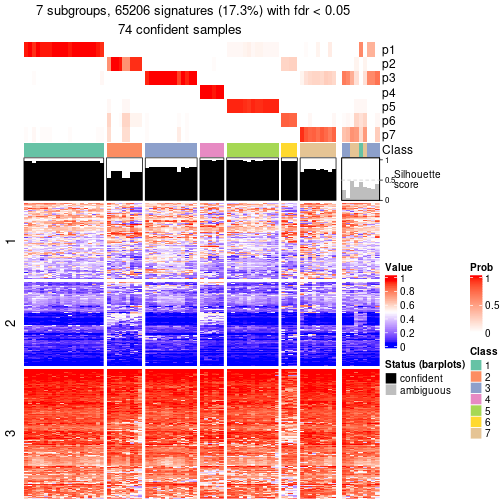 7 subgroups, 65206 signatures (17.3%) with fdr < 0.05
74 confident samples
p1
p2
p3
p4
p5
p6
p7
Class
1
0.5
0
Silhouette
score
1
2
3
Value
1
0.8
0.6
0.4
0.2
0
Prob
1
0.5
0
Status (barplots)
confident
ambiguous
Class
1
2
3
4
5
6
7